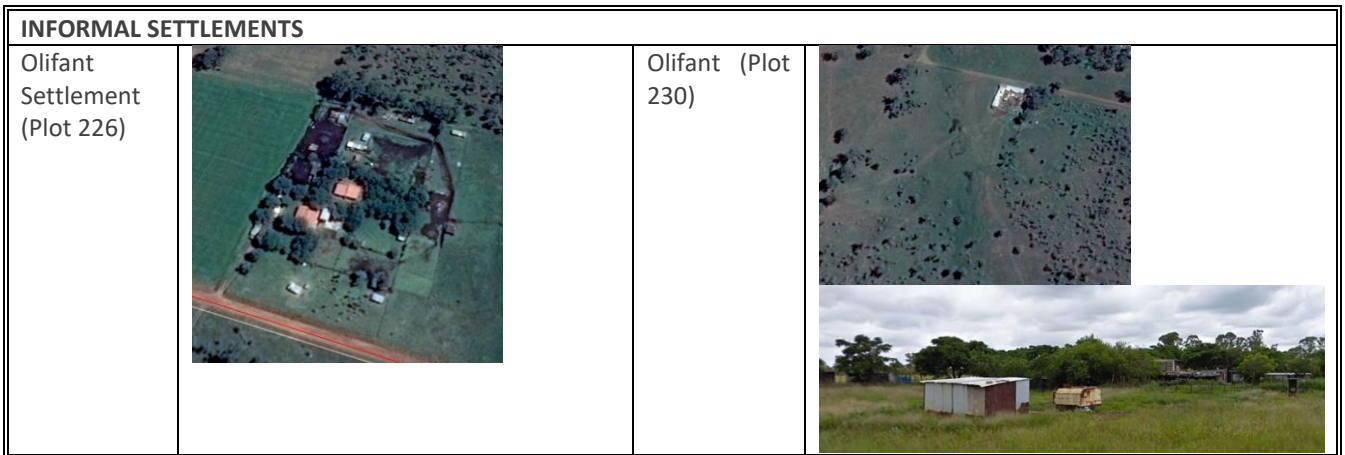 INFORMAL SETTLEMENTS
Olifant
Settlement
(Plot 226)
Olifant (Plot
230)